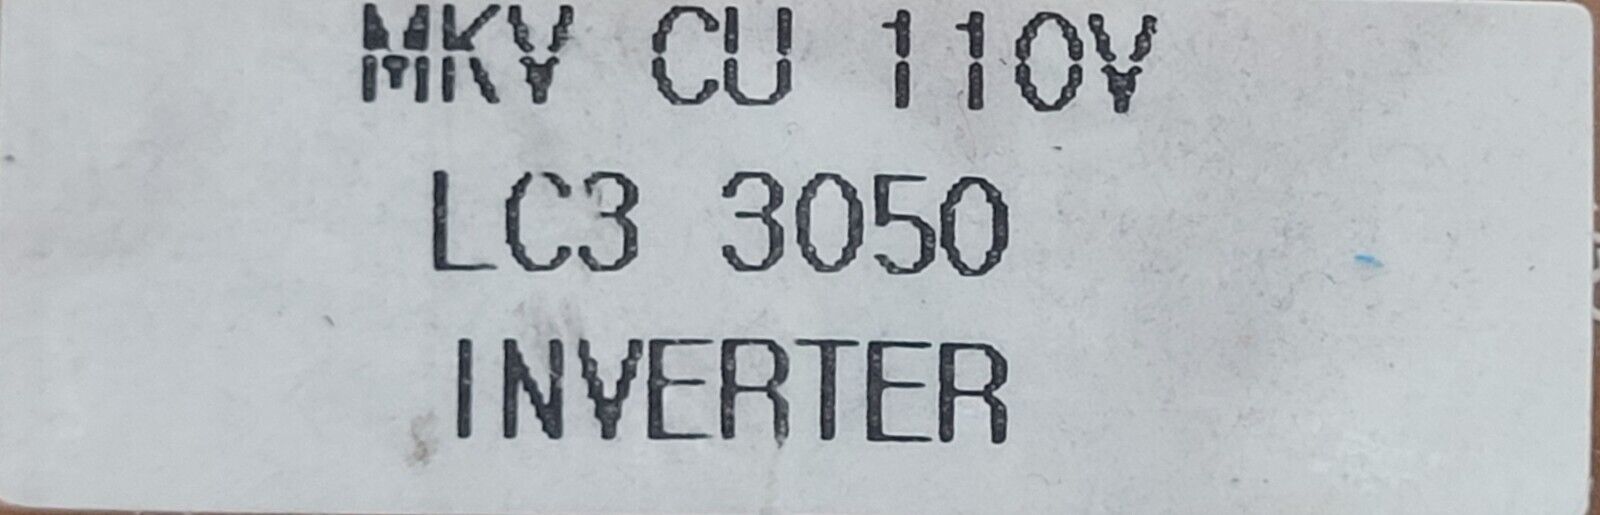 MKV CU 110V
LC3 3050
INVERTER